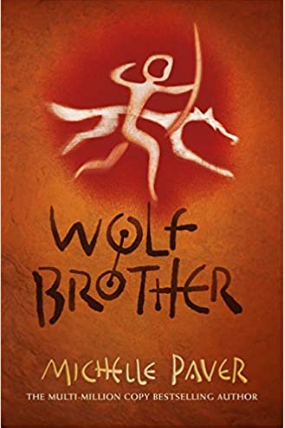 WOLF
BROTHER
MICHELLE PAVER
THE MULTI-MILLION COPY BESTSELLING AUTHOR